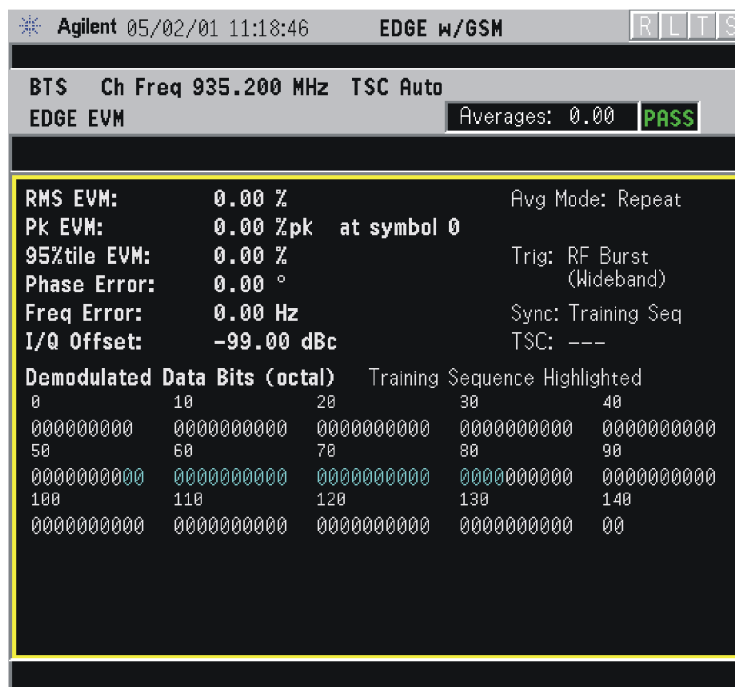 Agilent 05/02/01 11:18:46 EDGE w/GSM R L T S
BTS Ch Freq 935.200 MHz TSC Auto
EDGE EVM Averages: 0.00 PASS
RMS EVM: 0.00 % Avg Mode: Repeat
Pk EVM: 0.00 %pk at symbol 0
95%tile EVM: 0.00 % Trig: RF Burst
Phase Error: 0.00 ° (Wideband)
Freq Error: 0.00 Hz Sync: Training Seq
I/Q Offset: -99.00 dBc TSC: ---
Demodulated Data Bits (octal) Training Sequence Highlighted
0 10 20 30 40
000000000 0000000000 0000000000 0000000000 0000000000
50 60 70 80 90
0000000000 0000000000 0000000000 0000000000 0000000000
100 110 120 130 140
0000000000 0000000000 0000000000 0000000000 00